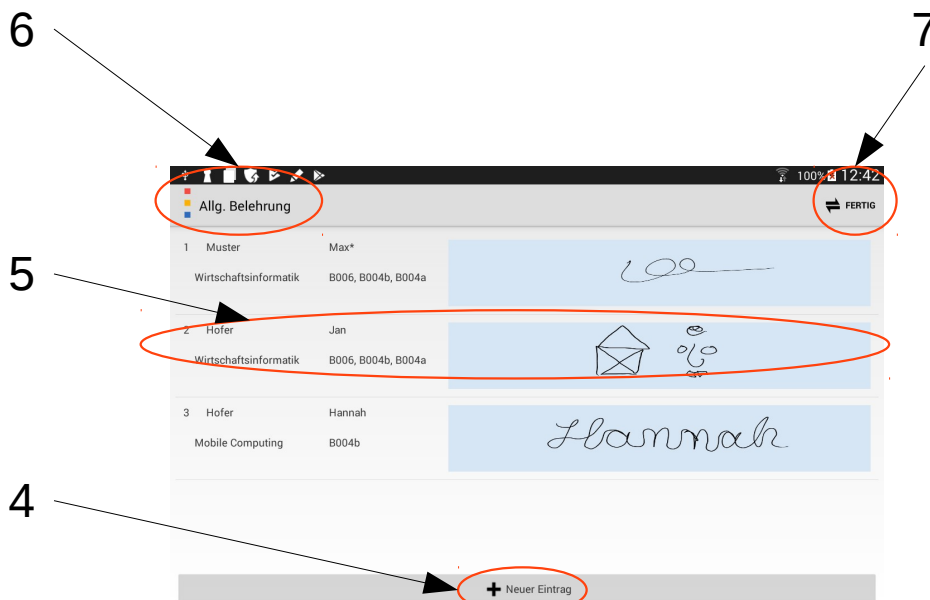 6
7
100% 12:42
Allg. Belehrung
FERTIG
1 Muster Max*
Wirtschaftsinformatik B006, B004b, B004a
5
2 Hofer Jan
Wirtschaftsinformatik B006, B004b, B004a
3 Hofer Hannah
Hannah
Mobile Computing B004b
4
Neuer Eintrag